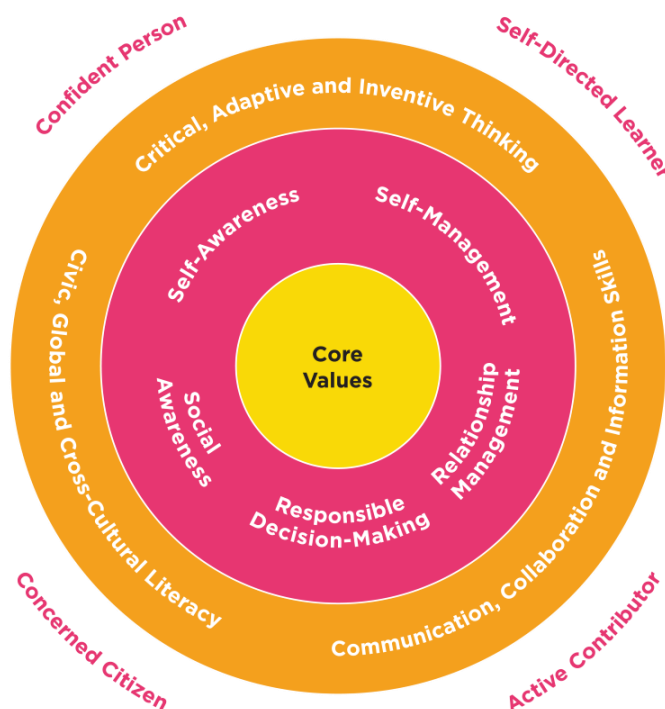 Confident Person
Self-Directed Learner
Critical, Adaptive and Inventive Thinking
Self-Awareness
Self-Management
Civic, Global and Cross-Cultural Literacy
Communication, Collaboration and Information Skills
Core
Values
Social
Awareness
Relationship
Management
Responsible
Decision-Making
Concerned Citizen
Active Contributor